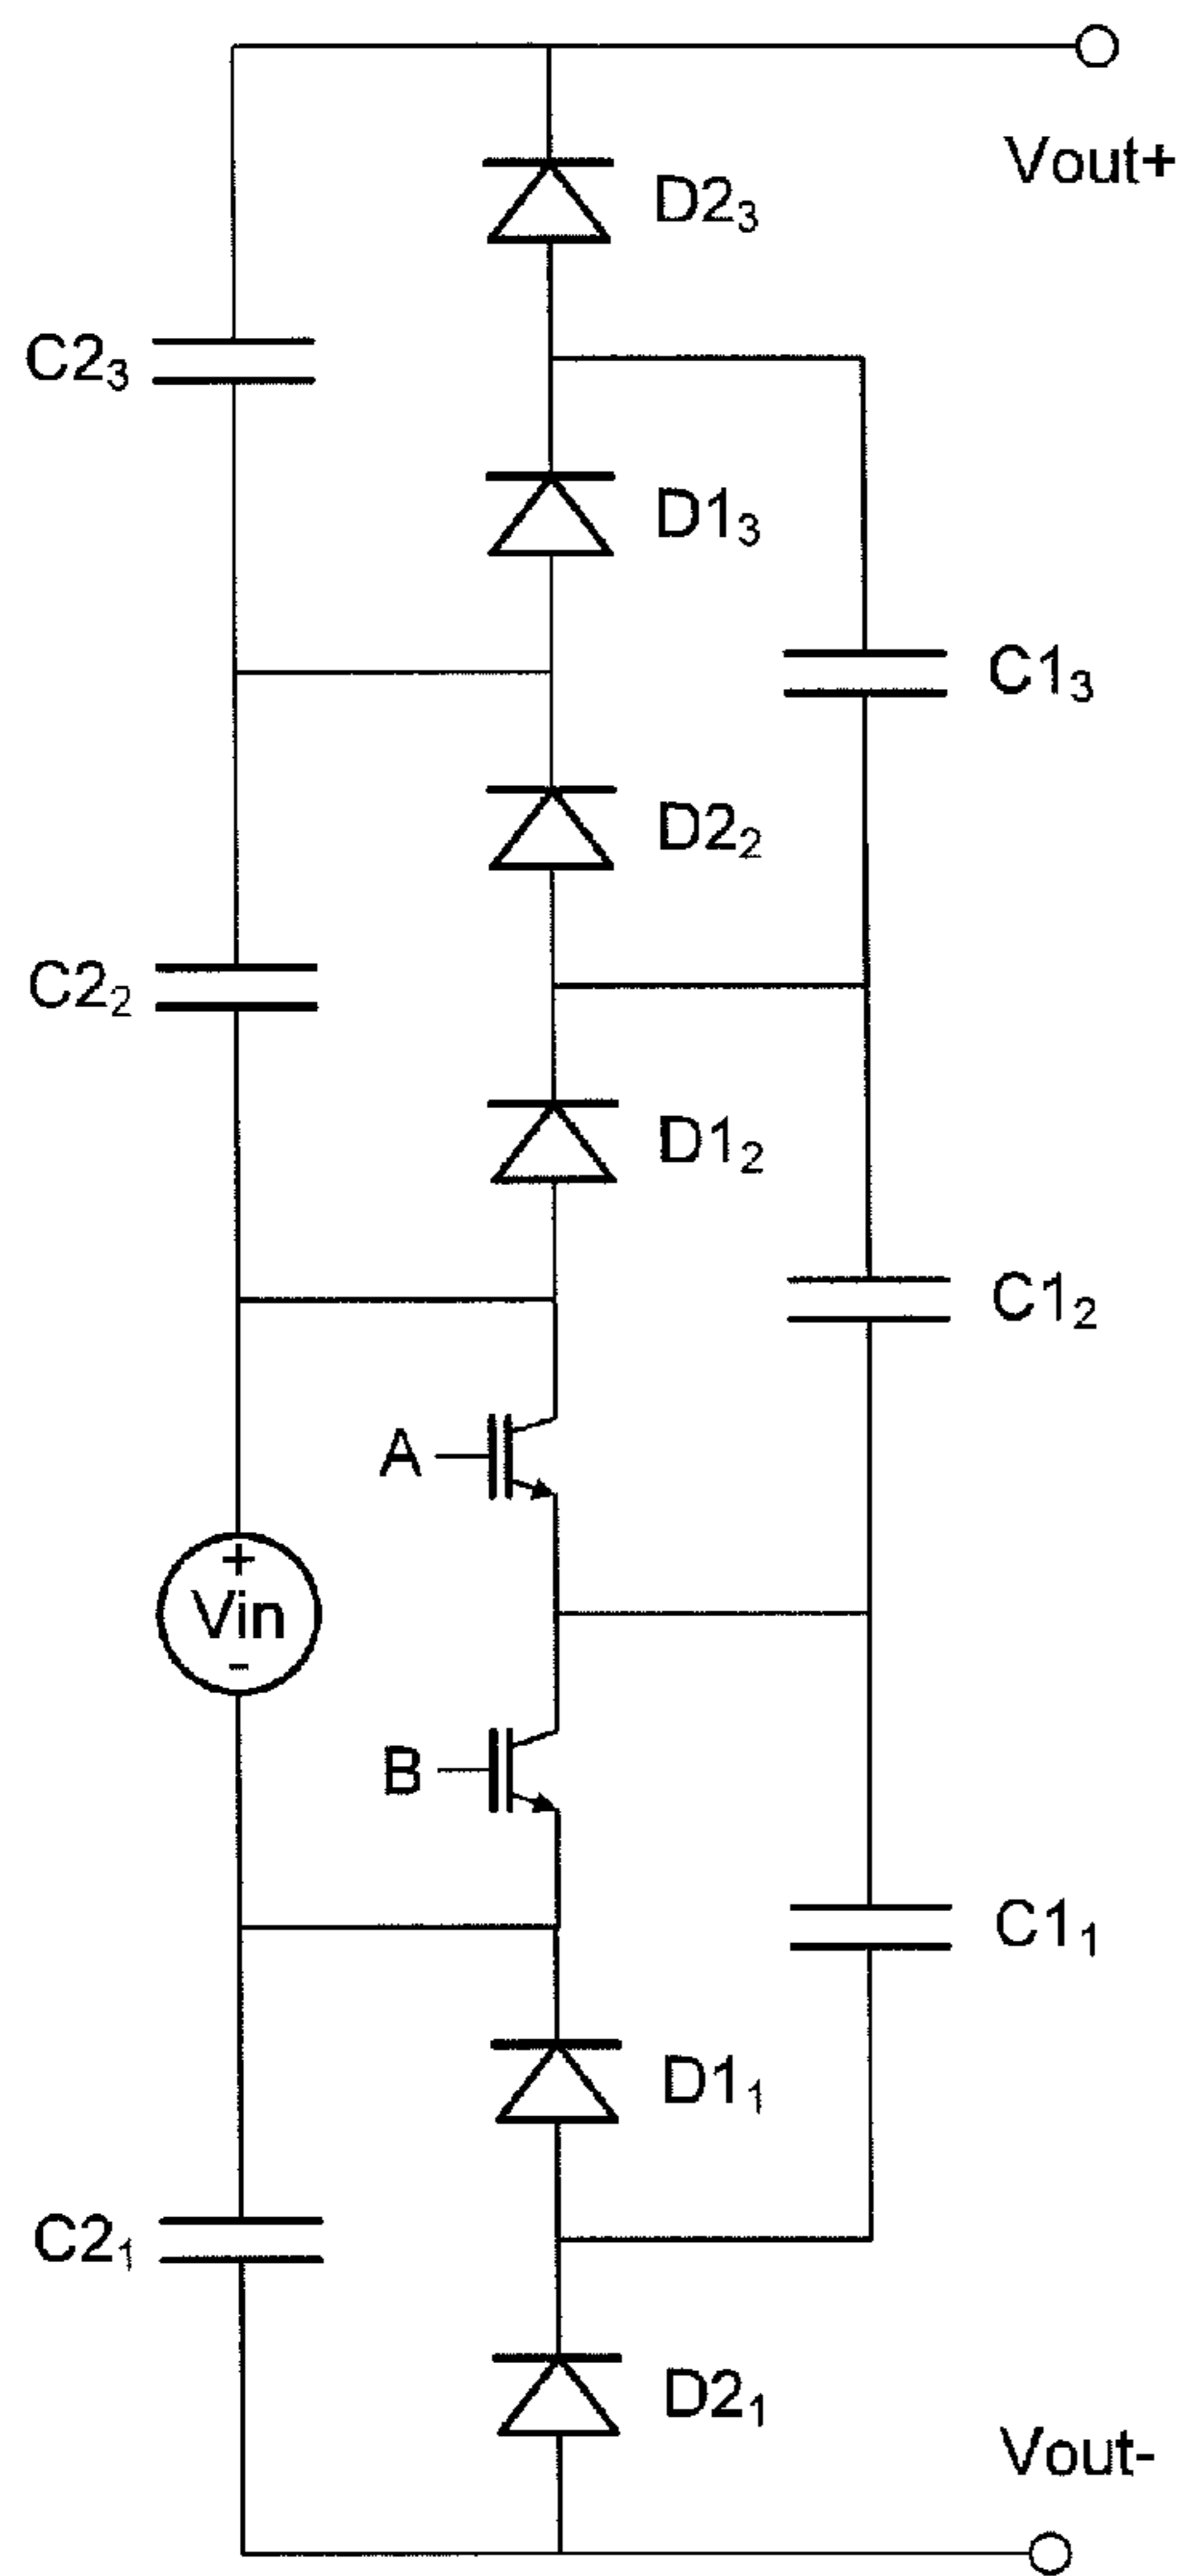 Vout+
D2₃
C2₃
D1₃
C1₃
D2₂
C2₂
D1₂
C1₂
A
+
Vin
-
B
C1₁
D1₁
C2₁
D2₁
Vout-